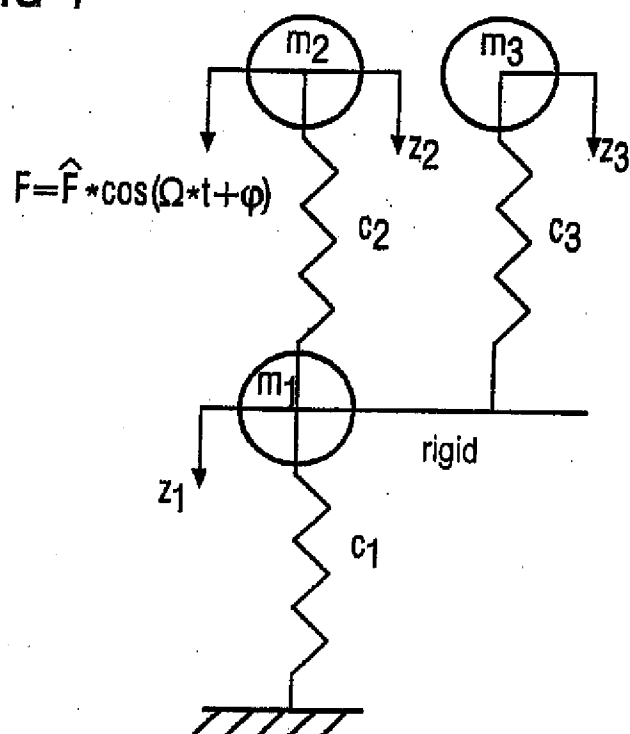 m2
m3
z2
z3
F=F̂*cos(Ω*t+φ)
c2
c3
m1
rigid
z1
c1